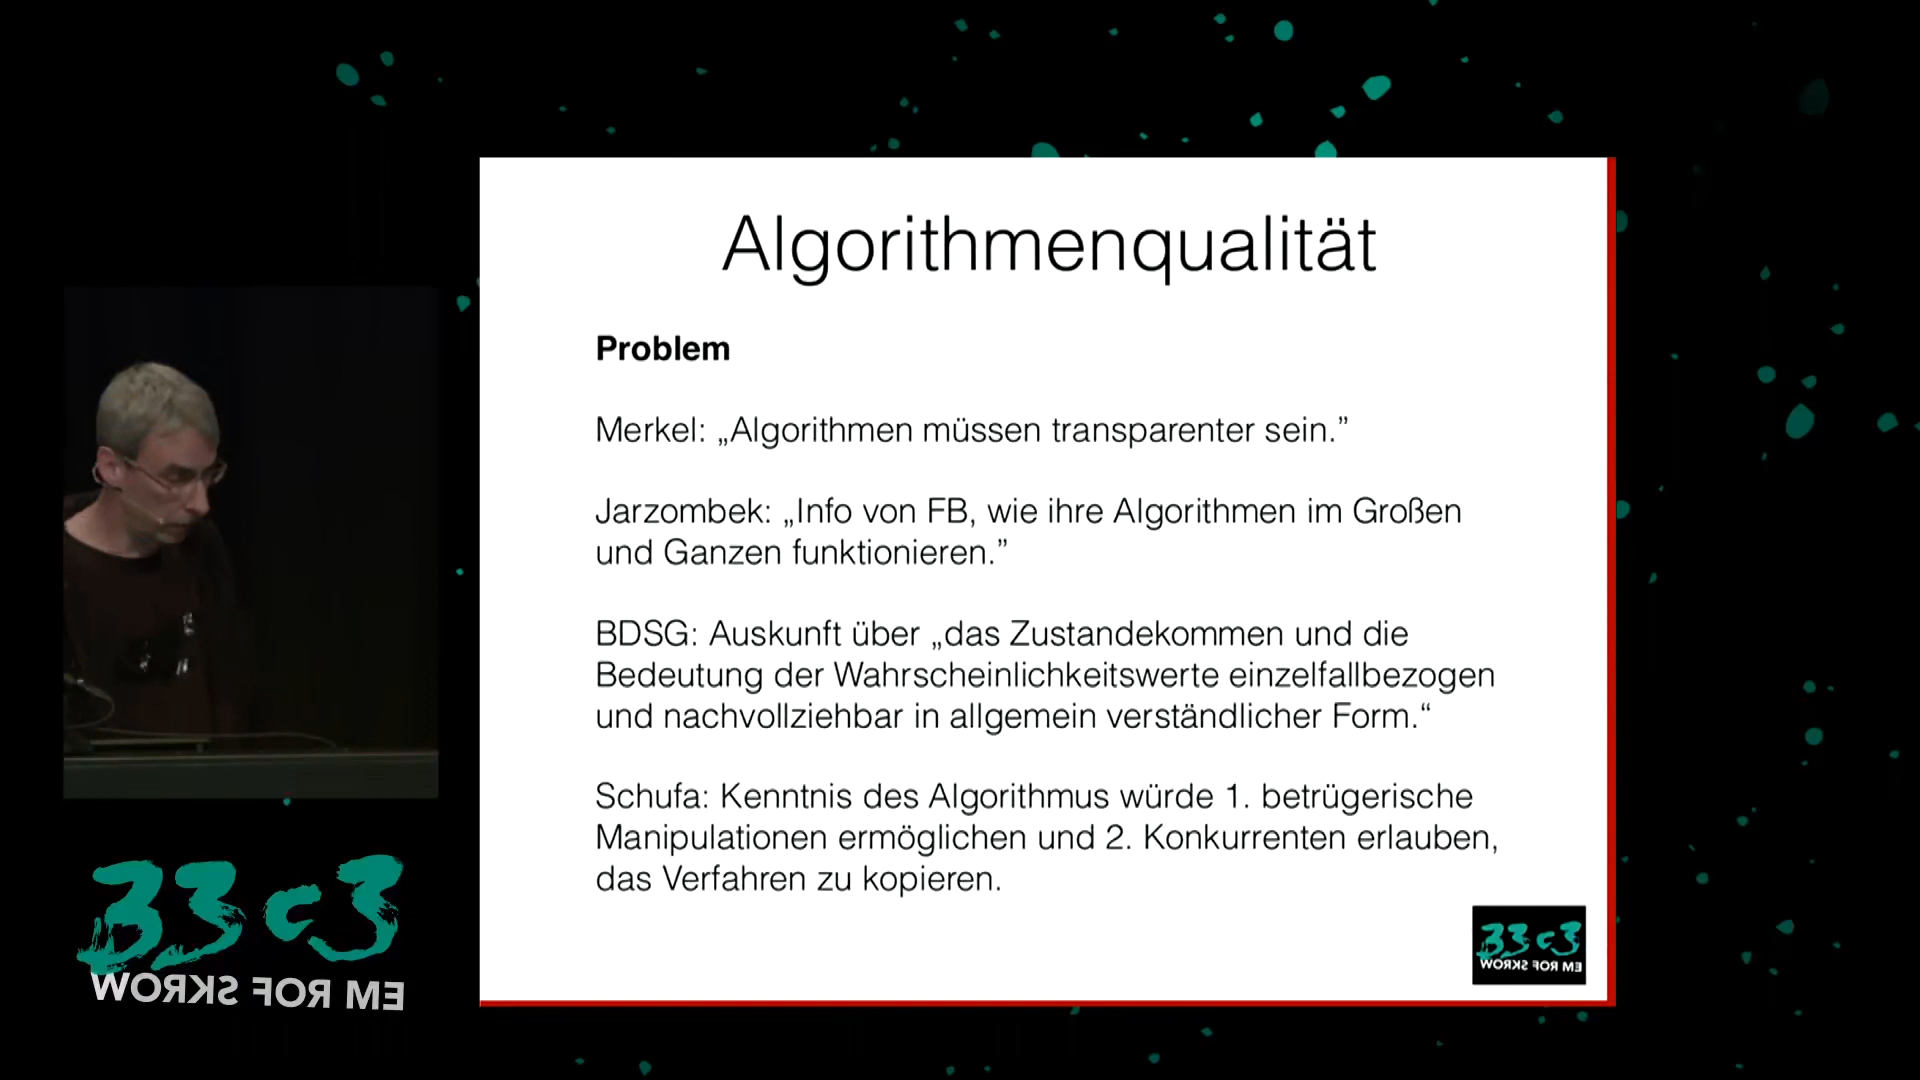 Algorithmenqualität
Problem
Merkel: „Algorithmen müssen transparenter sein.”
Jarzombek: „Info von FB, wie ihre Algorithmen im Großen
und Ganzen funktionieren.”
BDSG: Auskunft über „das Zustandekommen und die
Bedeutung der Wahrscheinlichkeitswerte einzelfallbezogen
und nachvollziehbar in allgemein verständlicher Form.“
Schufa: Kenntnis des Algorithmus würde 1. betrügerische
Manipulationen ermöglichen und 2. Konkurrenten erlauben,
das Verfahren zu kopieren.
33c3
WORKS FOR ME
33c3
WORKS FOR ME